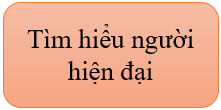 Tìm hiểu người
hiện đại